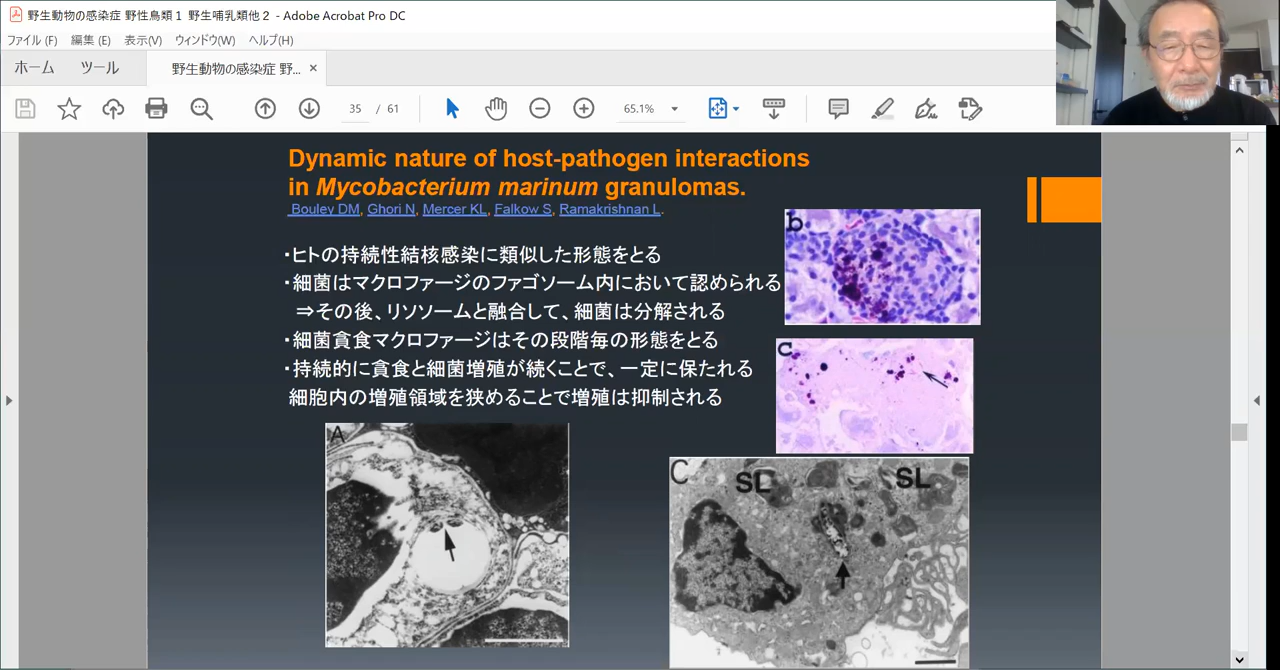 野生動物の感染症 野性鳥類１ 野生哺乳類他２ - Adobe Acrobat Pro DC
ファイル(F) 編集(E) 表示(V) ウィンドウ(W) ヘルプ(H)
ホーム ツール 野生動物の感染症 野... ×
35 / 61 65.1%
Dynamic nature of host-pathogen interactions
in Mycobacterium marinum granulomas.
Bouley DM, Ghori N, Mercer KL, Falkow S, Ramakrishnan L.
b
・ヒトの持続性結核感染に類似した形態をとる
・細菌はマクロファージのファゴソーム内において認められる
⇒その後、リソソームと融合して、細菌は分解される
・細菌貪食マクロファージはその段階毎の形態をとる
c
・持続的に貪食と細菌増殖が続くことで、一定に保たれる
細胞内の増殖領域を狭めることで増殖は抑制される
A
C SL SL